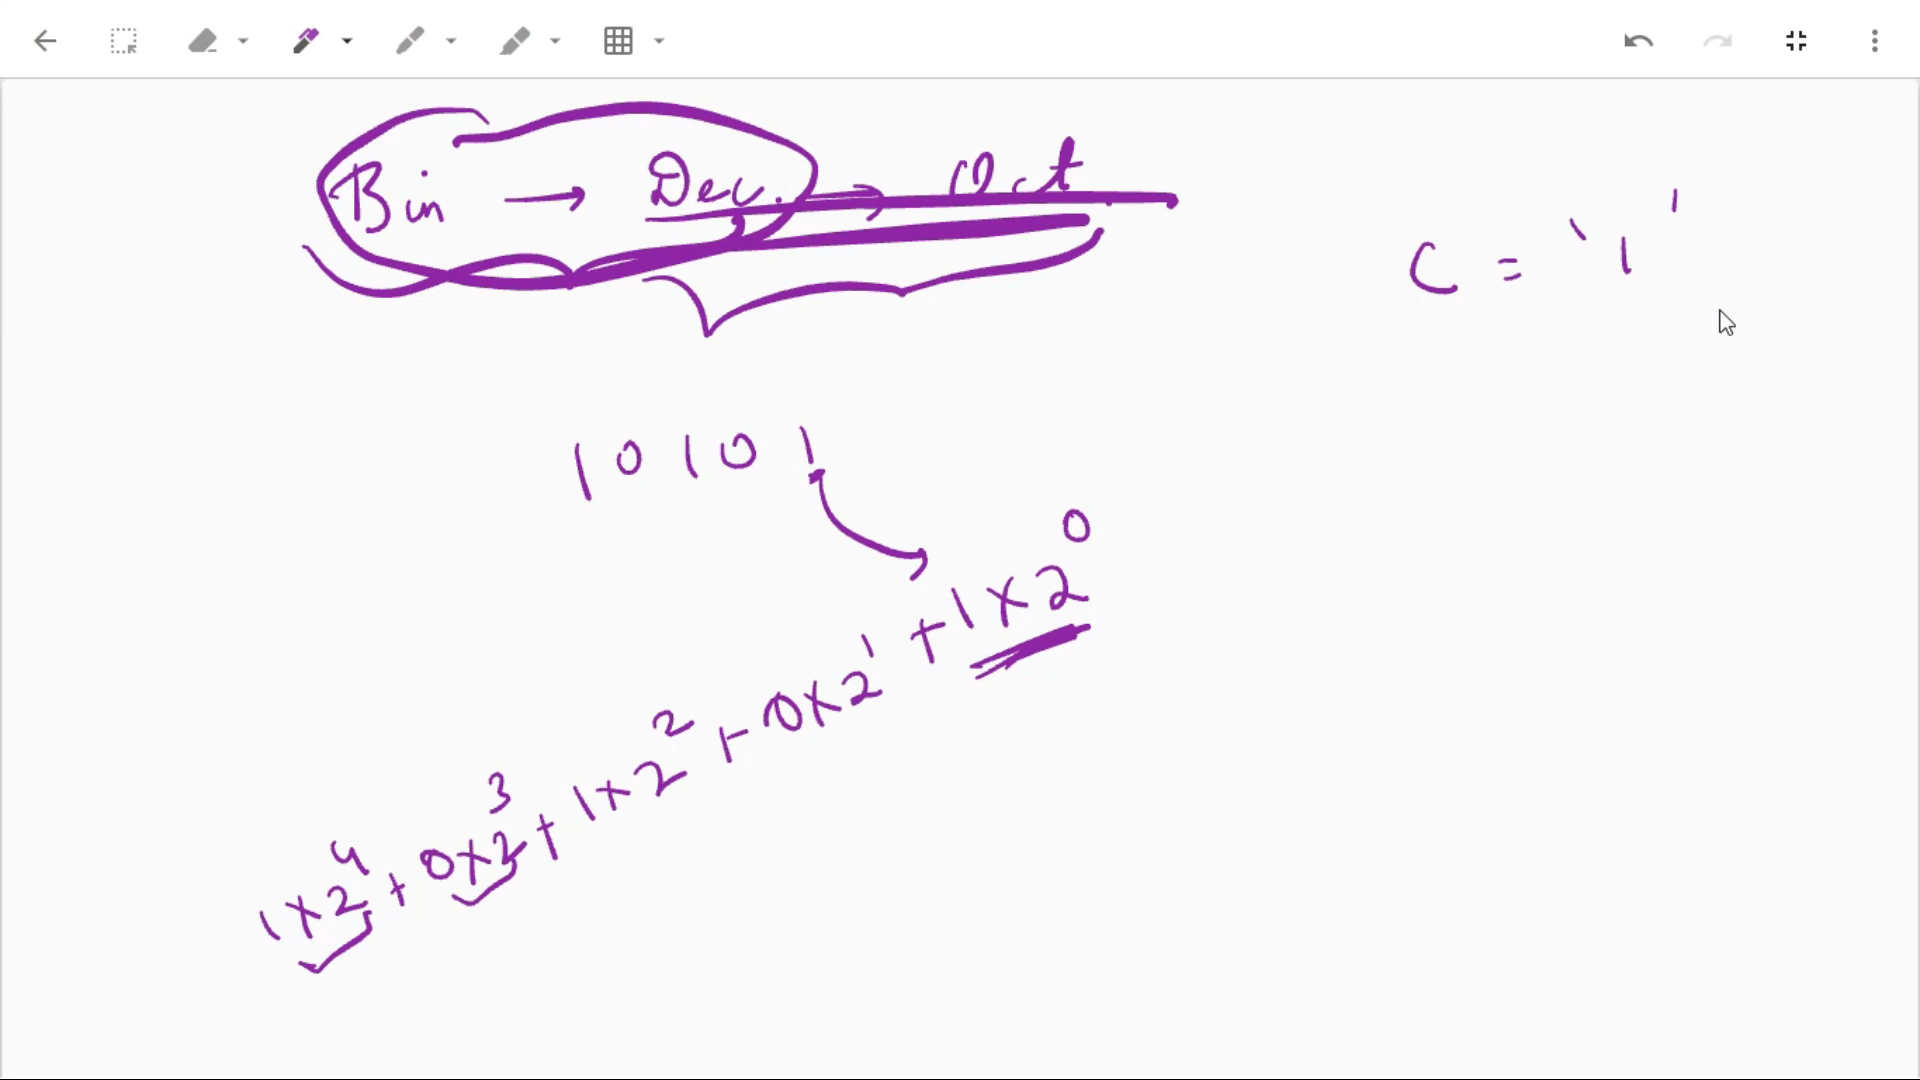 Bin → Dec. → Oct
C = '1'
10101
1×2⁴ + 0×2³ + 1×2² + 0×2¹ + 1×2⁰